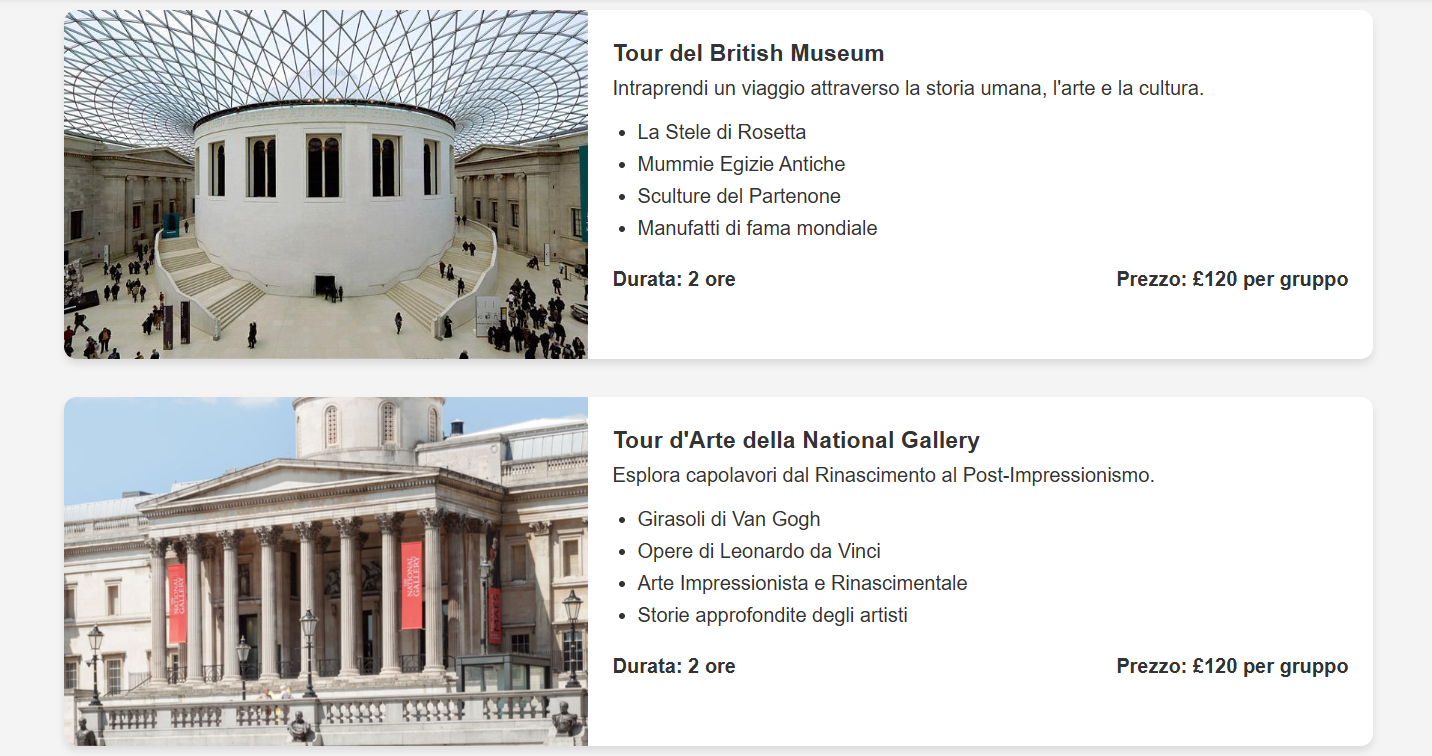 Tour del British Museum
Intraprendi un viaggio attraverso la storia umana, l'arte e la cultura.
• La Stele di Rosetta
• Mummie Egizie Antiche
• Sculture del Partenone
• Manufatti di fama mondiale
Durata: 2 ore
Prezzo: £120 per gruppo
THE NATIONAL GALLERY
THE NATIONAL GALLERY
MAES
Tour d'Arte della National Gallery
Esplora capolavori dal Rinascimento al Post-Impressionismo.
• Girasoli di Van Gogh
• Opere di Leonardo da Vinci
• Arte Impressionista e Rinascimentale
• Storie approfondite degli artisti
Durata: 2 ore
Prezzo: £120 per gruppo